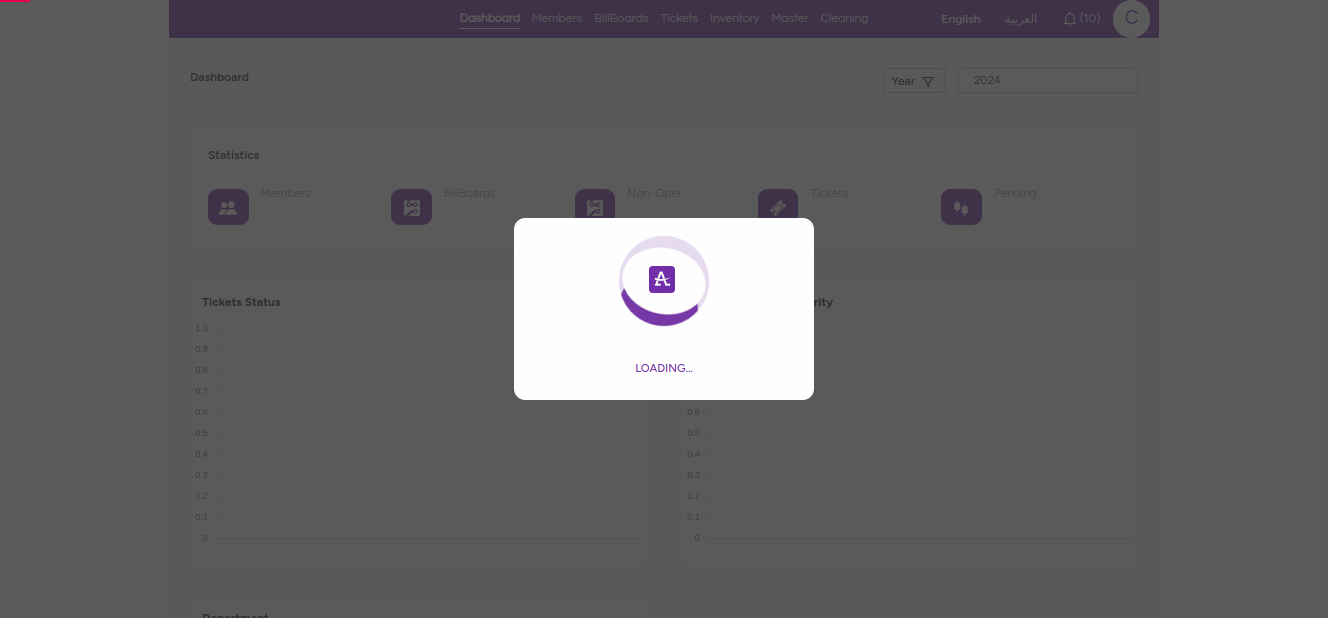 Dashboard Members BillBoards Tickets Inventory Master Cleaning English العربية (10) C
Dashboard Year 2024
Statistics
Members BillBoards Non-Oper Tickets Pending
LOADING...
Tickets Status rity
1.0
0.9
0.8
0.7
0.6 0.6
0.5 0.5
0.4 0.4
0.3 0.3
0.2 0.2
0.1 0.1
0 0
Department